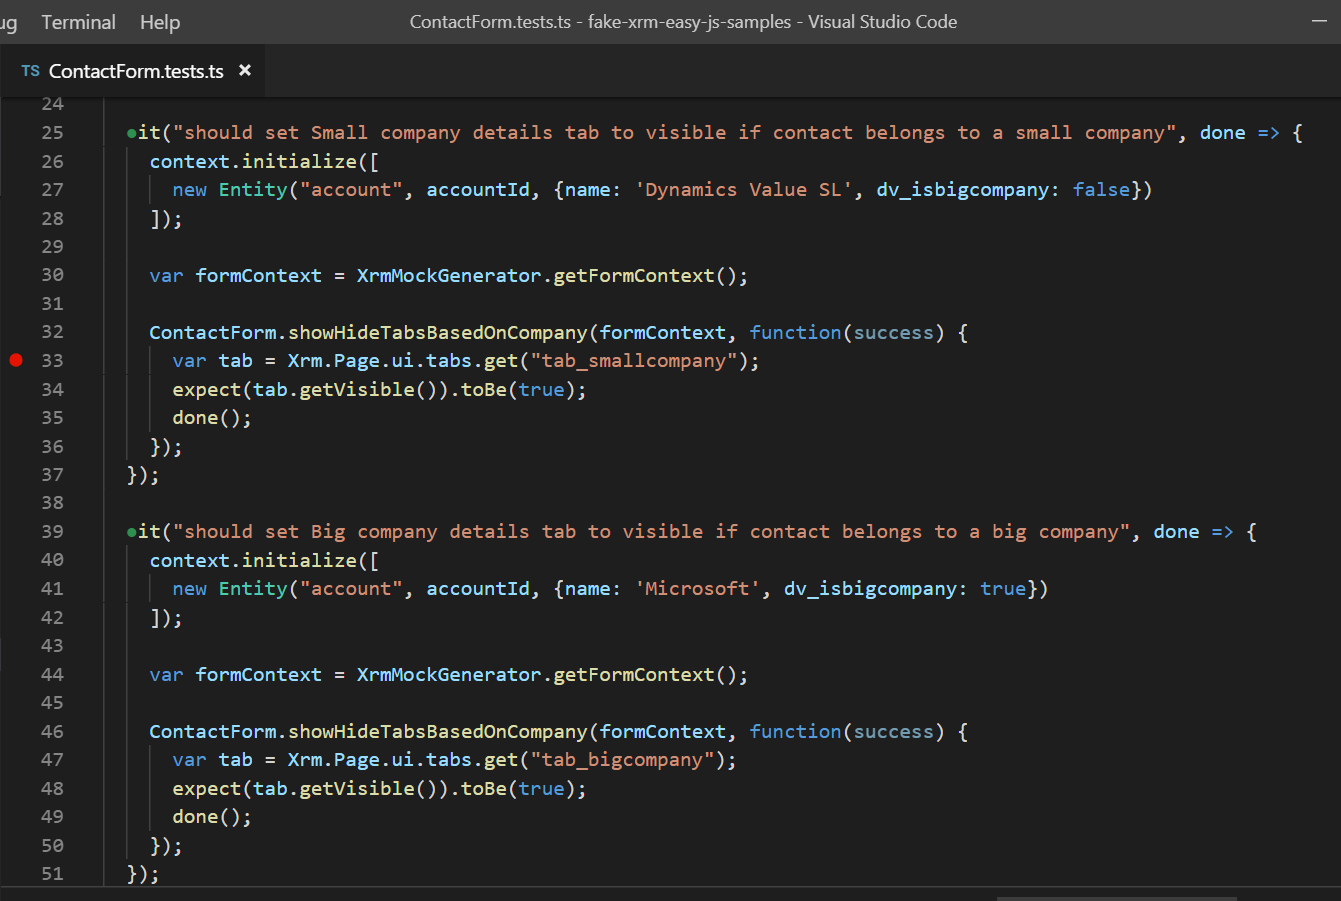 ug Terminal Help ContactForm.tests.ts - fake-xrm-easy-js-samples - Visual Studio Code
TS ContactForm.tests.ts ×
24
25 it("should set Small company details tab to visible if contact belongs to a small company", done => {
26 context.initialize([
27 new Entity("account", accountId, {name: 'Dynamics Value SL', dv_isbigcompany: false})
28 ]);
29
30 var formContext = XrmMockGenerator.getFormContext();
31
32 ContactForm.showHideTabsBasedOnCompany(formContext, function(success) {
33 var tab = Xrm.Page.ui.tabs.get("tab_smallcompany");
34 expect(tab.getVisible()).toBe(true);
35 done();
36 });
37 });
38
39 it("should set Big company details tab to visible if contact belongs to a big company", done => {
40 context.initialize([
41 new Entity("account", accountId, {name: 'Microsoft', dv_isbigcompany: true})
42 ]);
43
44 var formContext = XrmMockGenerator.getFormContext();
45
46 ContactForm.showHideTabsBasedOnCompany(formContext, function(success) {
47 var tab = Xrm.Page.ui.tabs.get("tab_bigcompany");
48 expect(tab.getVisible()).toBe(true);
49 done();
50 });
51 });